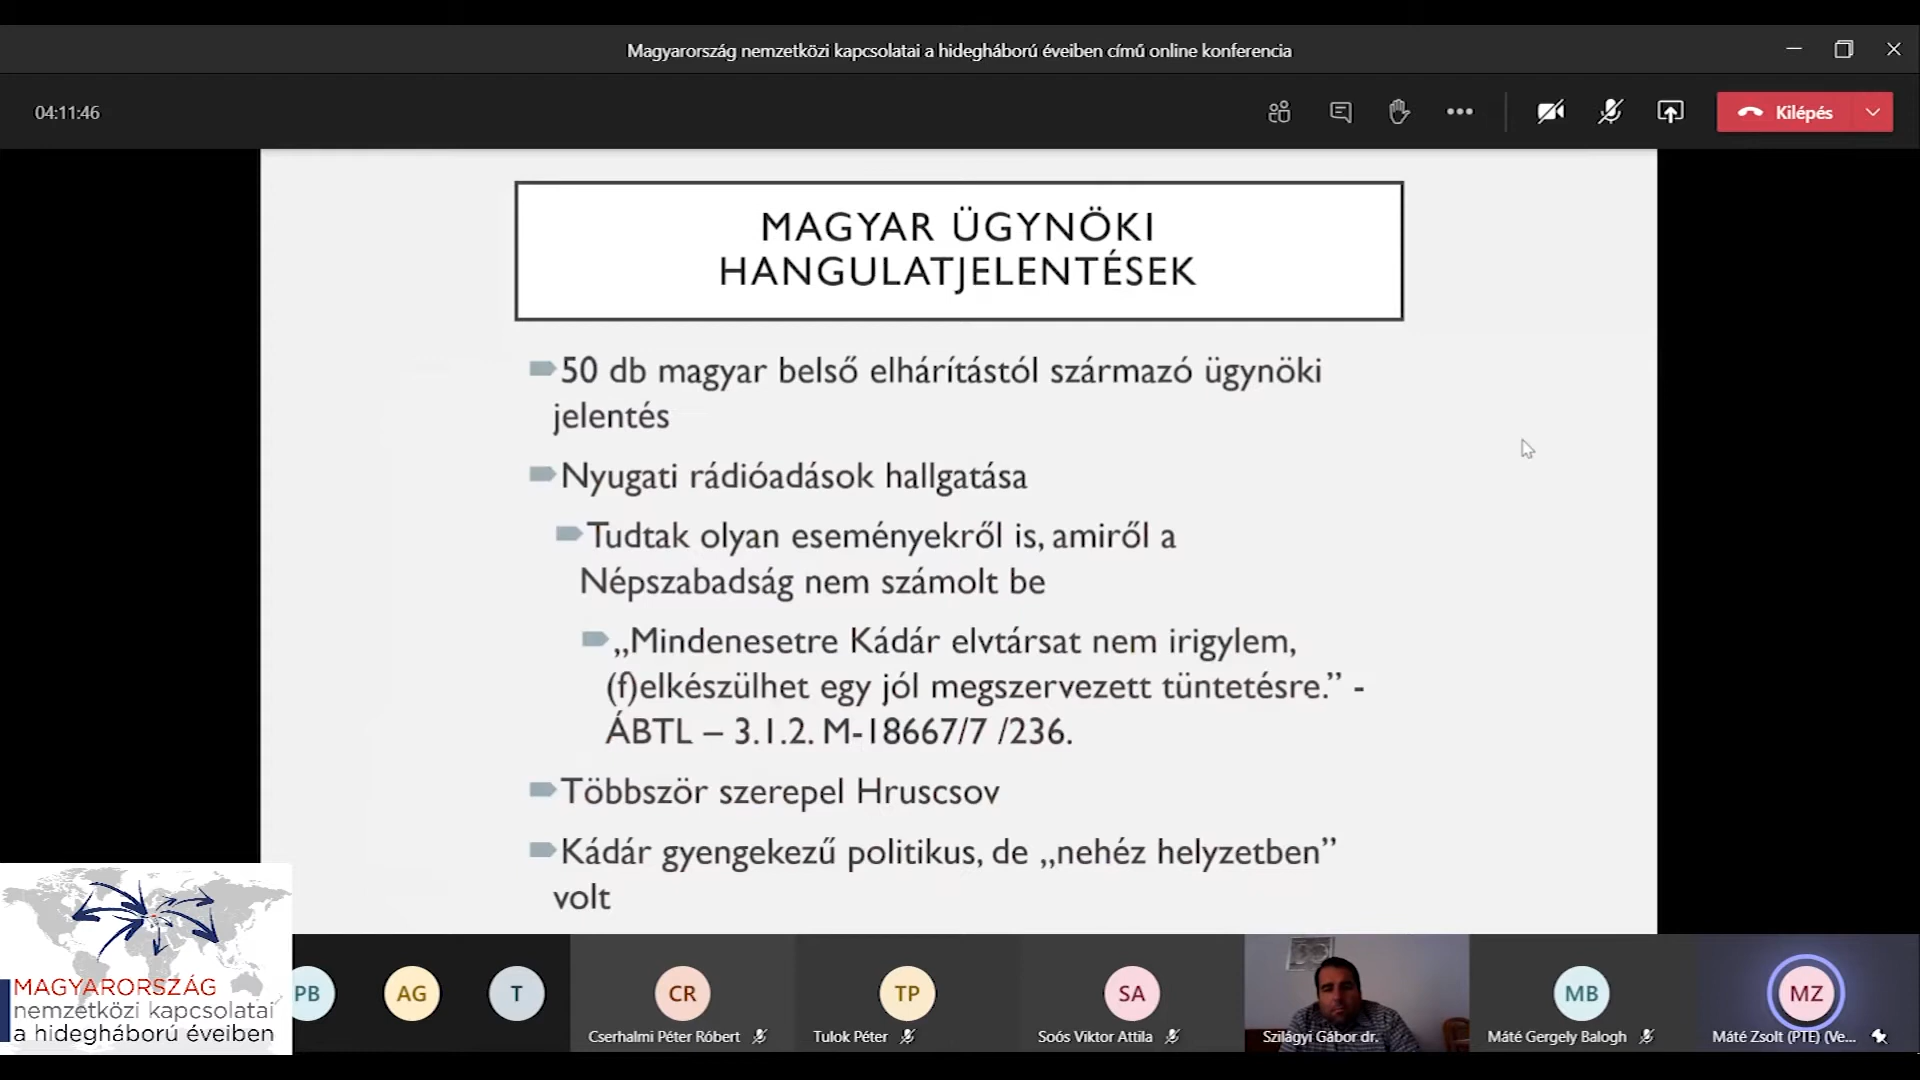 Magyarország nemzetközi kapcsolatai a hidegháború éveiben című online konferencia
04:11:46
Kilépés
MAGYAR ÜGYNÖKI
HANGULATJELENTÉSEK
50 db magyar belső elhárítástól származó ügynöki
jelentés
Nyugati rádióadások hallgatása
Tudtak olyan eseményekről is, amiről a
Népszabadság nem számolt be
„Mindenesetre Kádár elvtársat nem irigylem,
(f)elkészülhet egy jól megszervezett tüntetésre.” -
ÁBTL – 3.1.2. M-18667/7 /236.
Többször szerepel Hruscsov
Kádár gyengekezű politikus, de „nehéz helyzetben”
volt
MAGYARORSZÁG
nemzetközi kapcsolatai
a hidegháború éveiben
PB
AG
T
CR
TP
SA
MB
MZ
Cserhalmi Péter Róbert
Tulok Péter
Soós Viktor Attila
Szilágyi Gábor dr.
Máté Gergely Balogh
Máté Zsolt (PTE) (Ve...